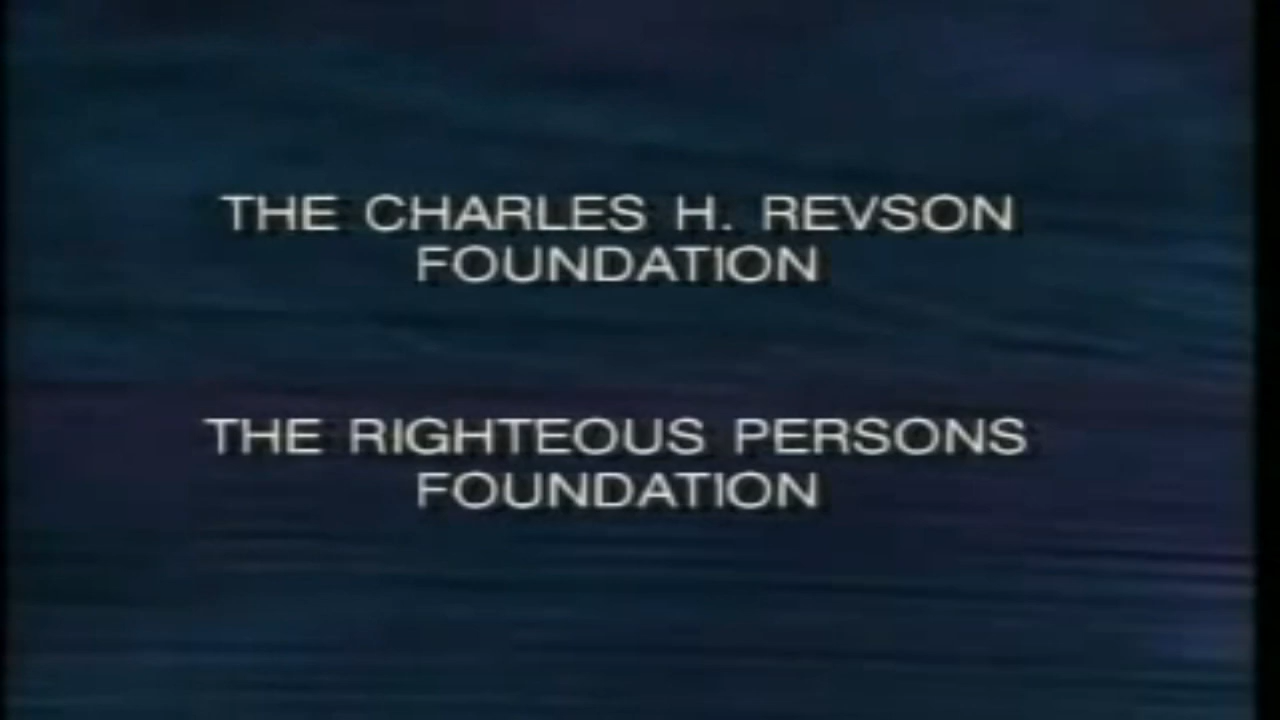 THE CHARLES H. REVSON
FOUNDATION
THE RIGHTEOUS PERSONS
FOUNDATION